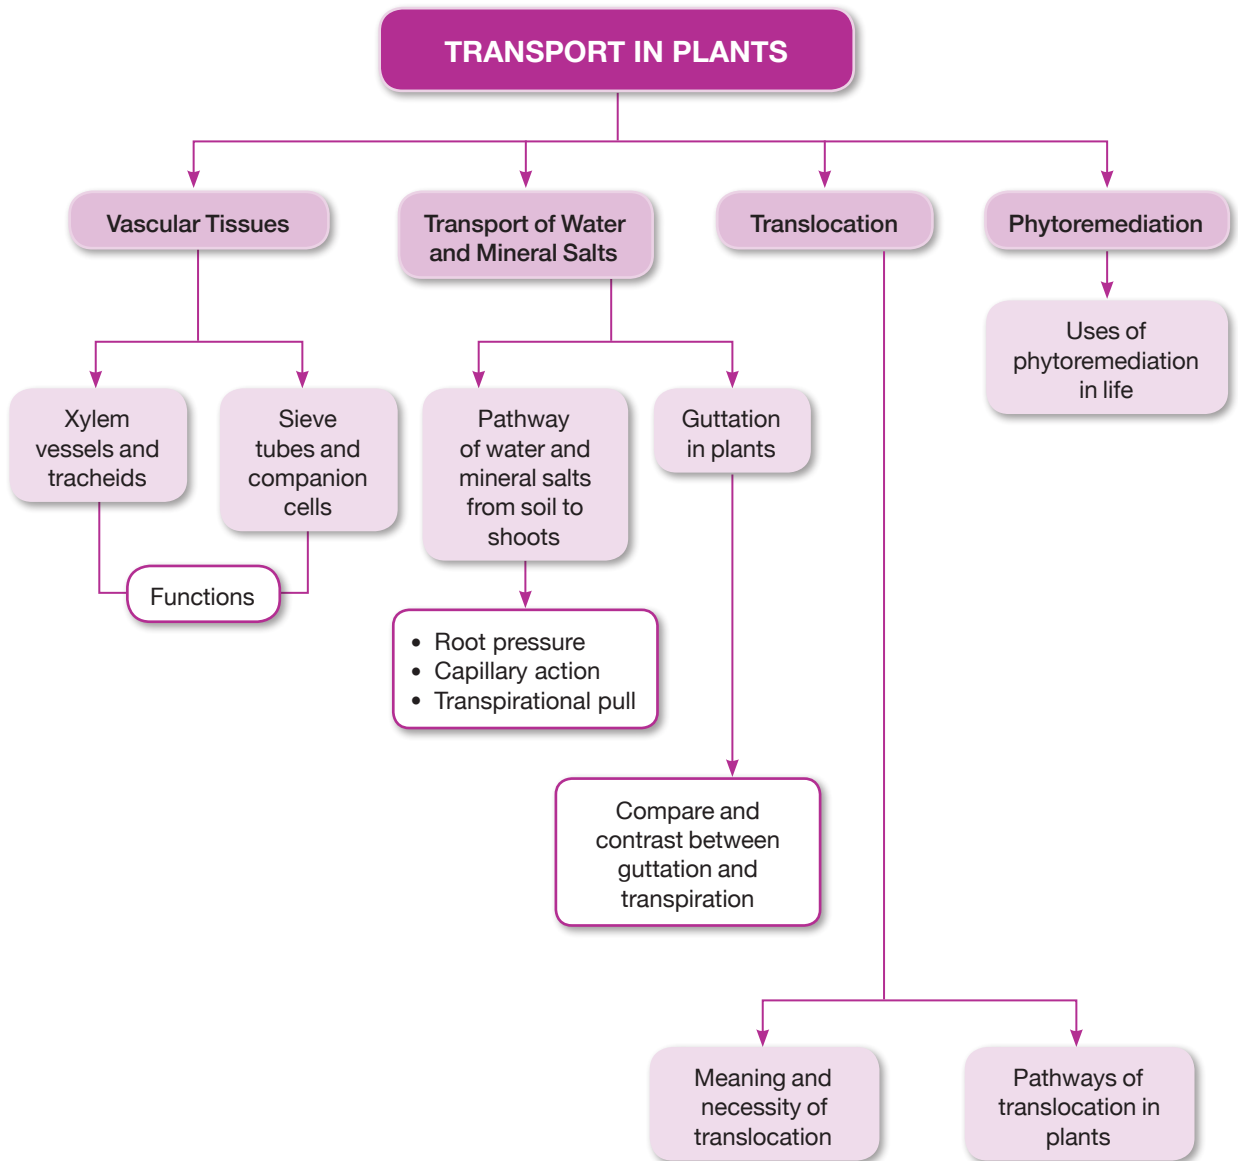 TRANSPORT IN PLANTS
Vascular Tissues
Transport of Water
and Mineral Salts
Translocation
Phytoremediation
Uses of
phytoremediation
in life
Xylem
vessels and
tracheids
Sieve
tubes and
companion
cells
Pathway
of water and
mineral salts
from soil to
shoots
Guttation
in plants
Functions
• Root pressure
• Capillary action
• Transpirational pull
Compare and
contrast between
guttation and
transpiration
Meaning and
necessity of
translocation
Pathways of
translocation in
plants